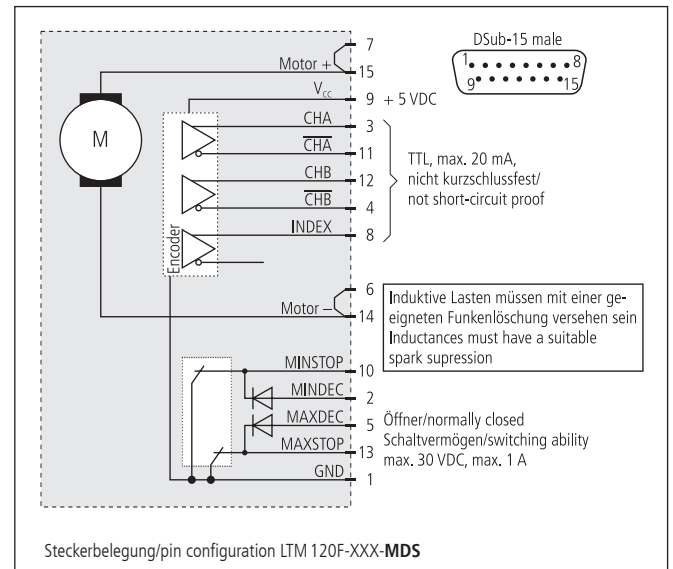 DSub-15 male
1 8
9 15
7
Motor +
15
Vcc
9 + 5 VDC
CHA
3
C̅H̅A̅
11
CHB
12
C̅H̅B̅
4
INDEX
8
TTL, max. 20 mA,
nicht kurzschlussfest/
not short-circuit proof
M
Encoder
6
Motor –
14
Induktive Lasten müssen mit einer ge-
eigneten Funkenlöschung versehen sein
Inductances must have a suitable
spark supression
MINSTOP
10
MINDEC
2
MAXDEC
5
MAXSTOP
13
GND
1
Öffner/normally closed
Schaltvermögen/switching ability
max. 30 VDC, max. 1 A
Steckerbelegung/pin configuration LTM 120F-XXX-MDS